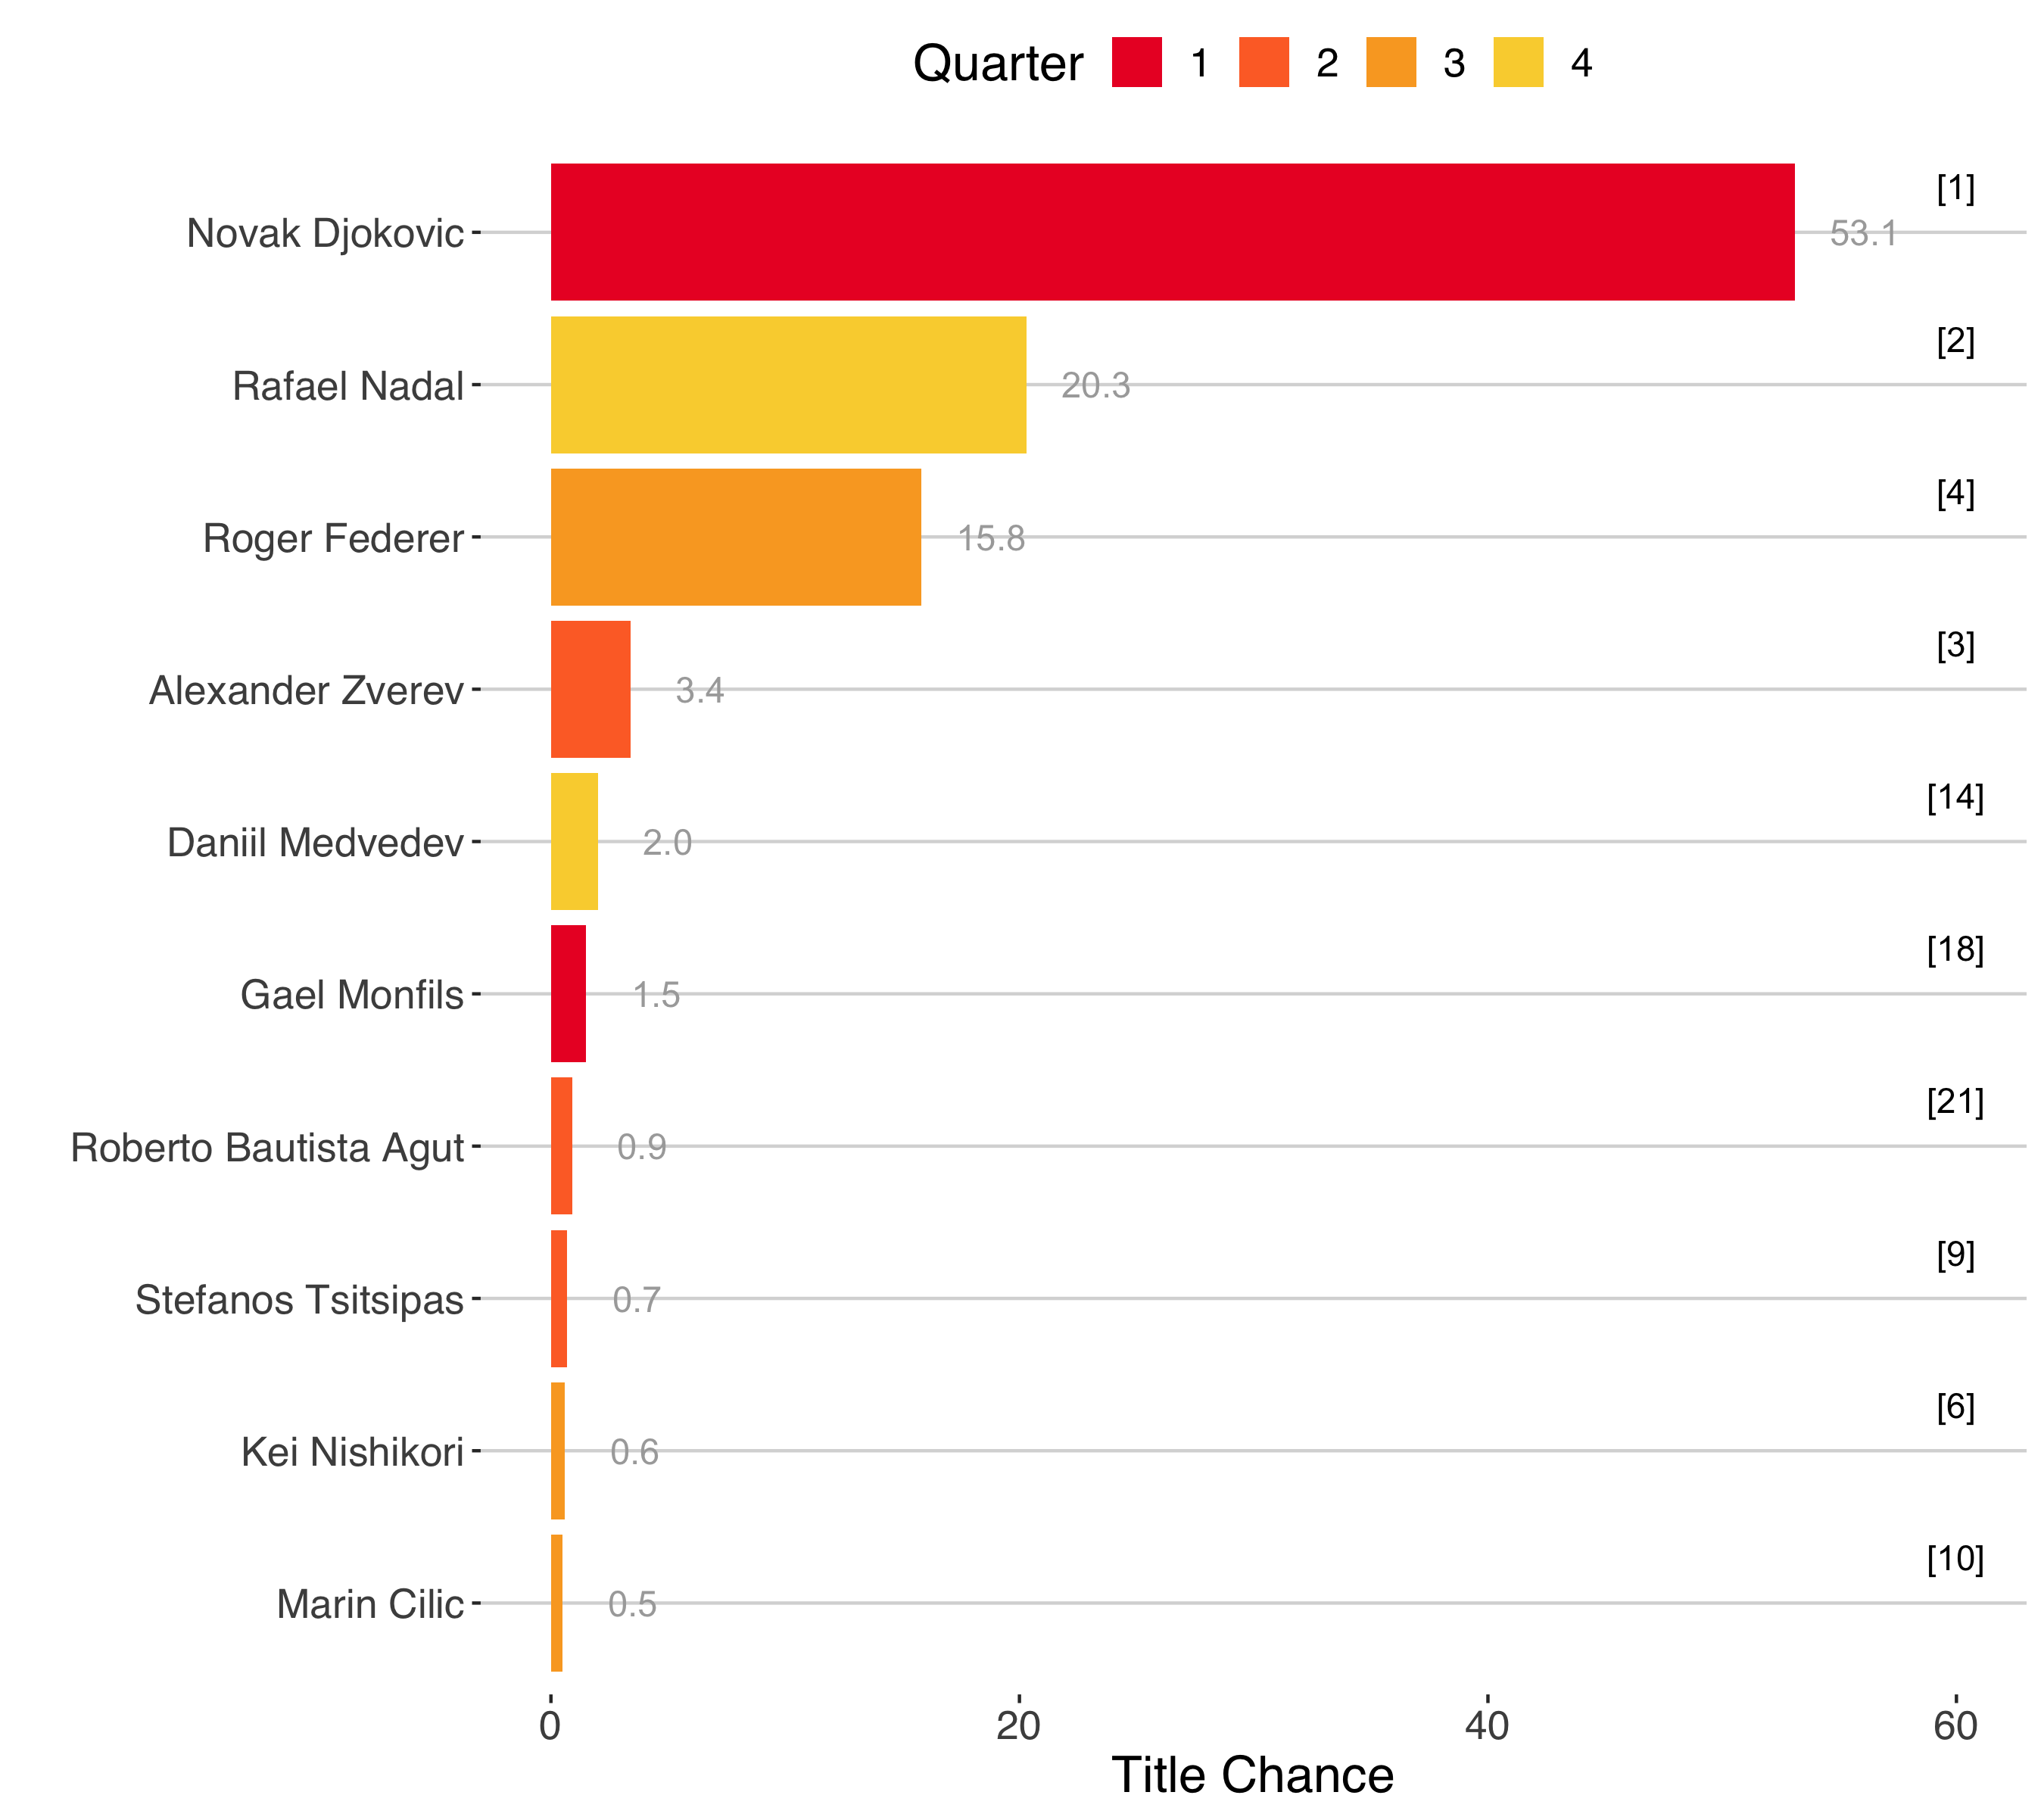 Quarter 1 2 3 4
[1]
Novak Djokovic 53.1
[2]
Rafael Nadal 20.3
[4]
Roger Federer 15.8
[3]
Alexander Zverev 3.4
[14]
Daniil Medvedev 2.0
[18]
Gael Monfils 1.5
[21]
Roberto Bautista Agut 0.9
[9]
Stefanos Tsitsipas 0.7
[6]
Kei Nishikori 0.6
[10]
Marin Cilic 0.5
0 20 40 60
Title Chance